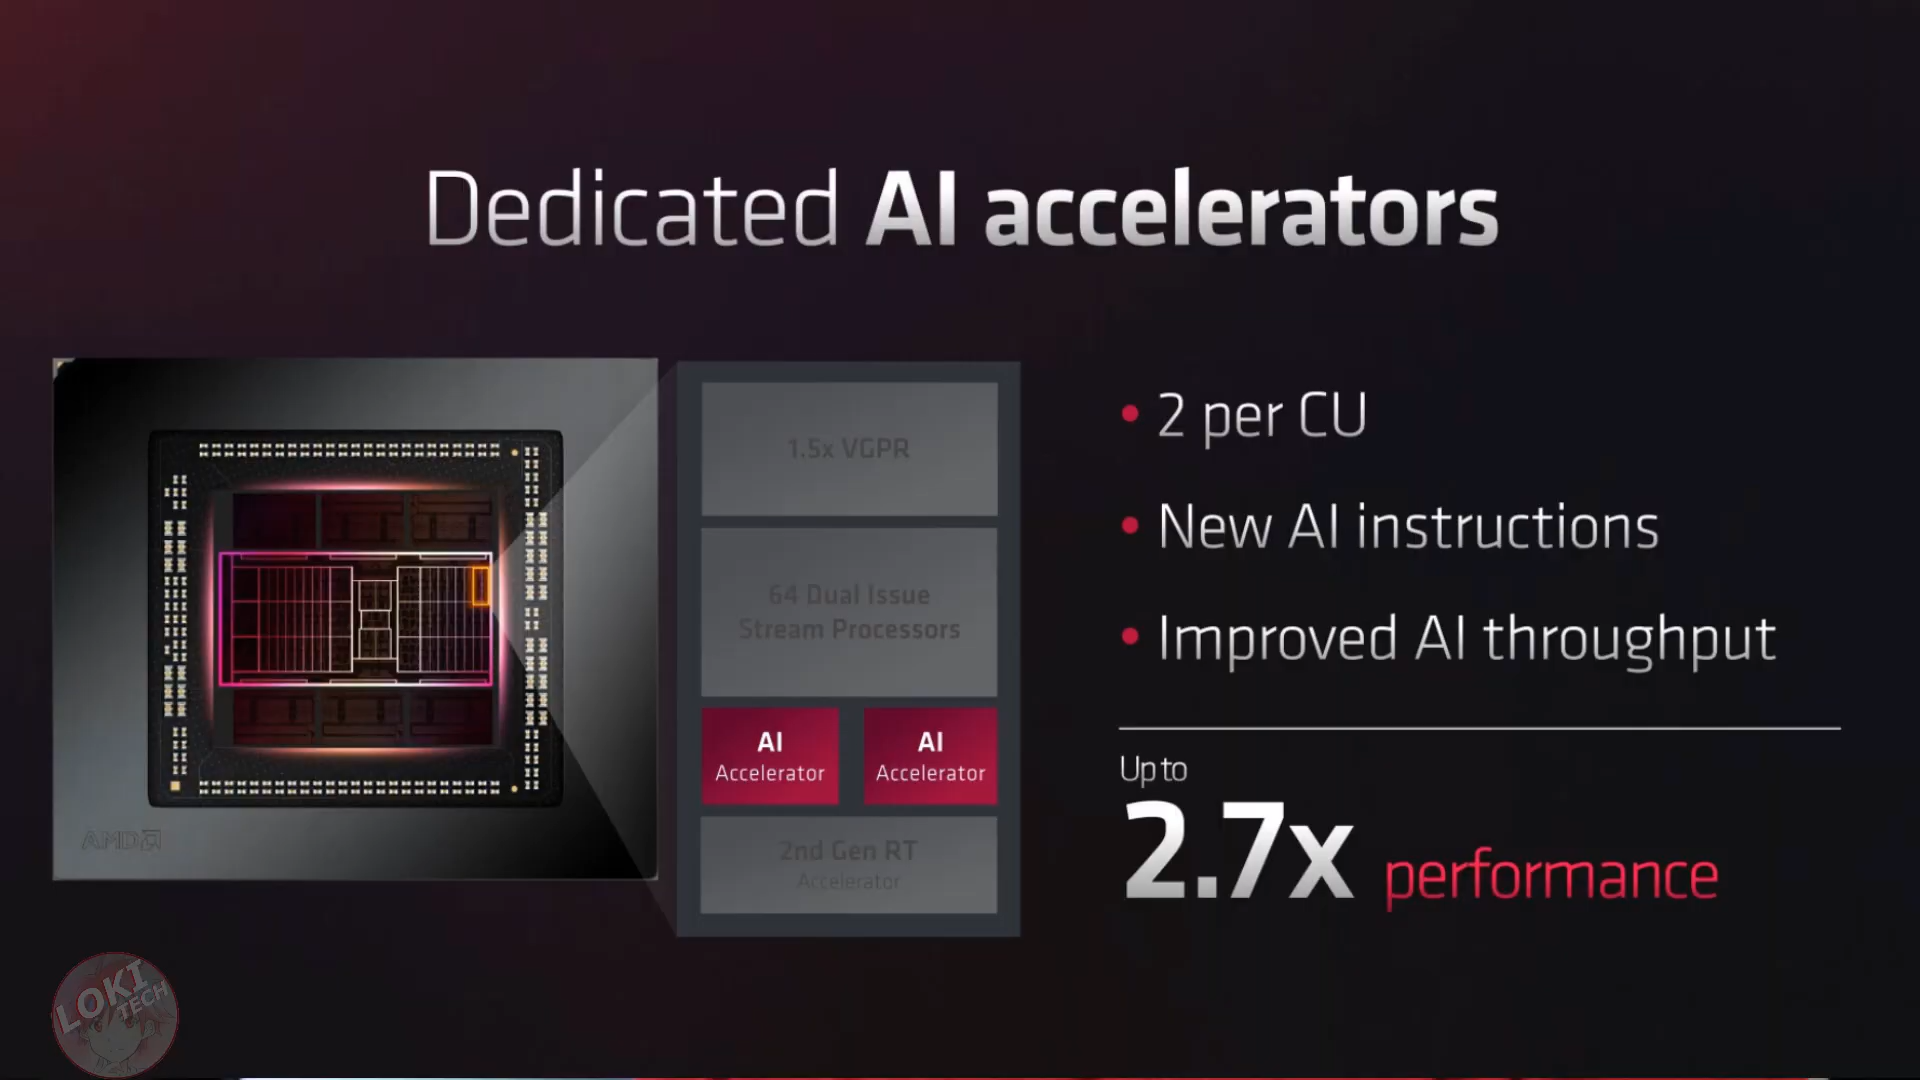 Dedicated AI accelerators
1.5x VGPR
64 Dual Issue
Stream Processors
AI
Accelerator
AI
Accelerator
2nd Gen RT
Accelerator
AMD
• 2 per CU
• New AI instructions
• Improved AI throughput
Up to
2.7x performance
LOKI
TECH